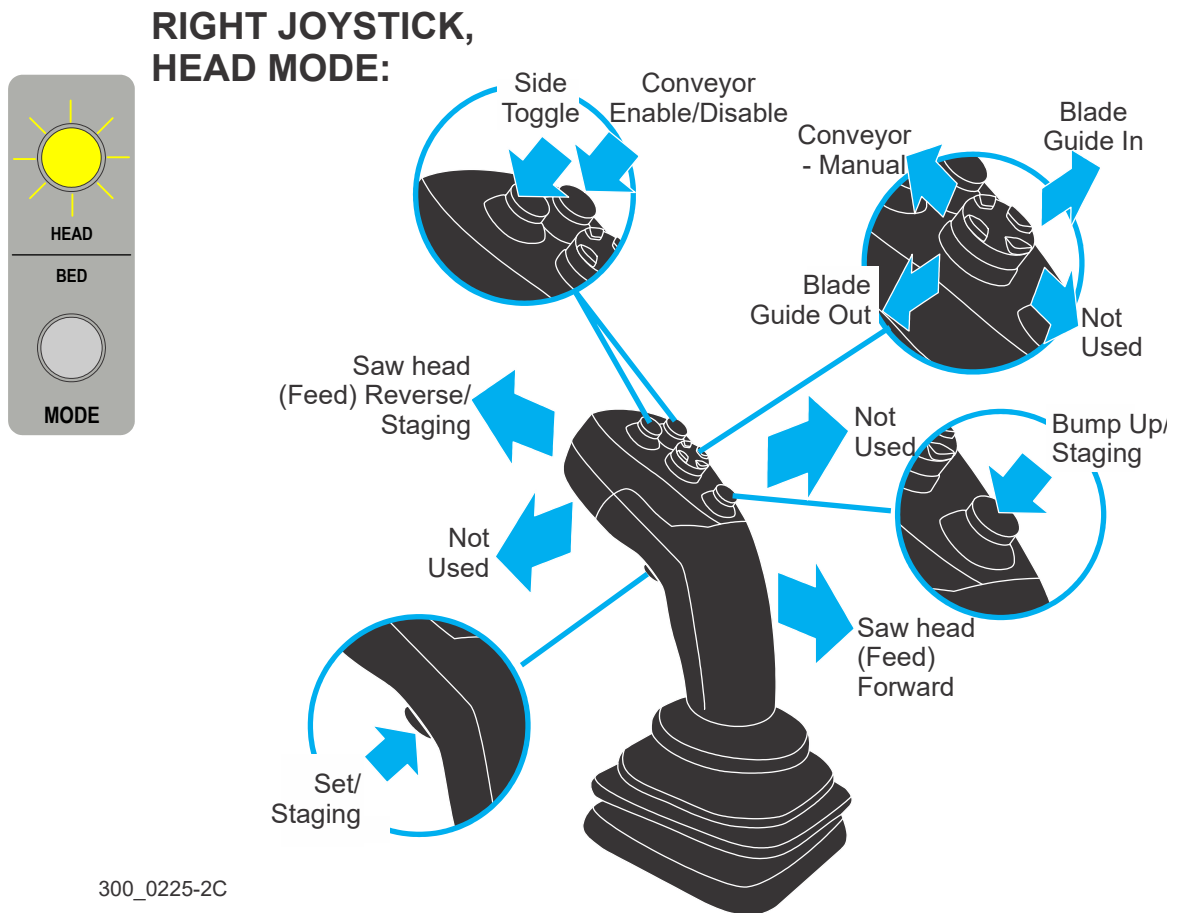 RIGHT JOYSTICK,
HEAD MODE:
HEAD
BED
MODE
Side
Toggle
Conveyor
Enable/Disable
Conveyor
- Manual
Blade
Guide In
Blade
Guide Out
Not
Used
Saw head
(Feed) Reverse/
Staging
Not
Used
Bump Up/
Staging
Not
Used
Saw head
(Feed)
Forward
Set/
Staging
300_0225-2C